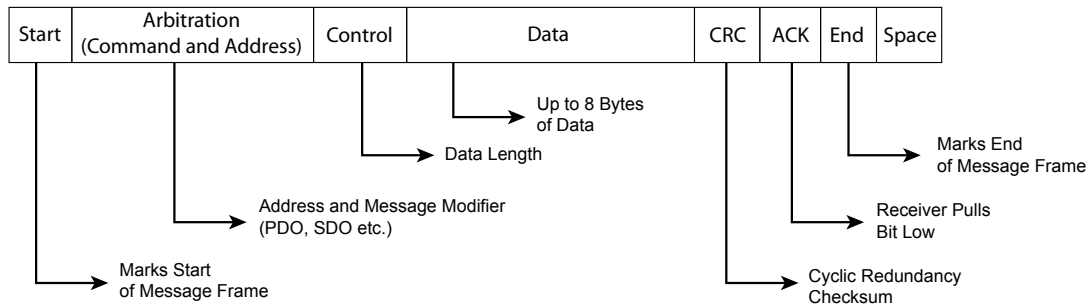 Start
Arbitration
(Command and Address)
Control
Data
CRC
ACK
End
Space
Up to 8 Bytes
of Data
Data Length
Marks End
of Message Frame
Address and Message Modifier
(PDO, SDO etc.)
Receiver Pulls
Bit Low
Marks Start
of Message Frame
Cyclic Redundancy
Checksum